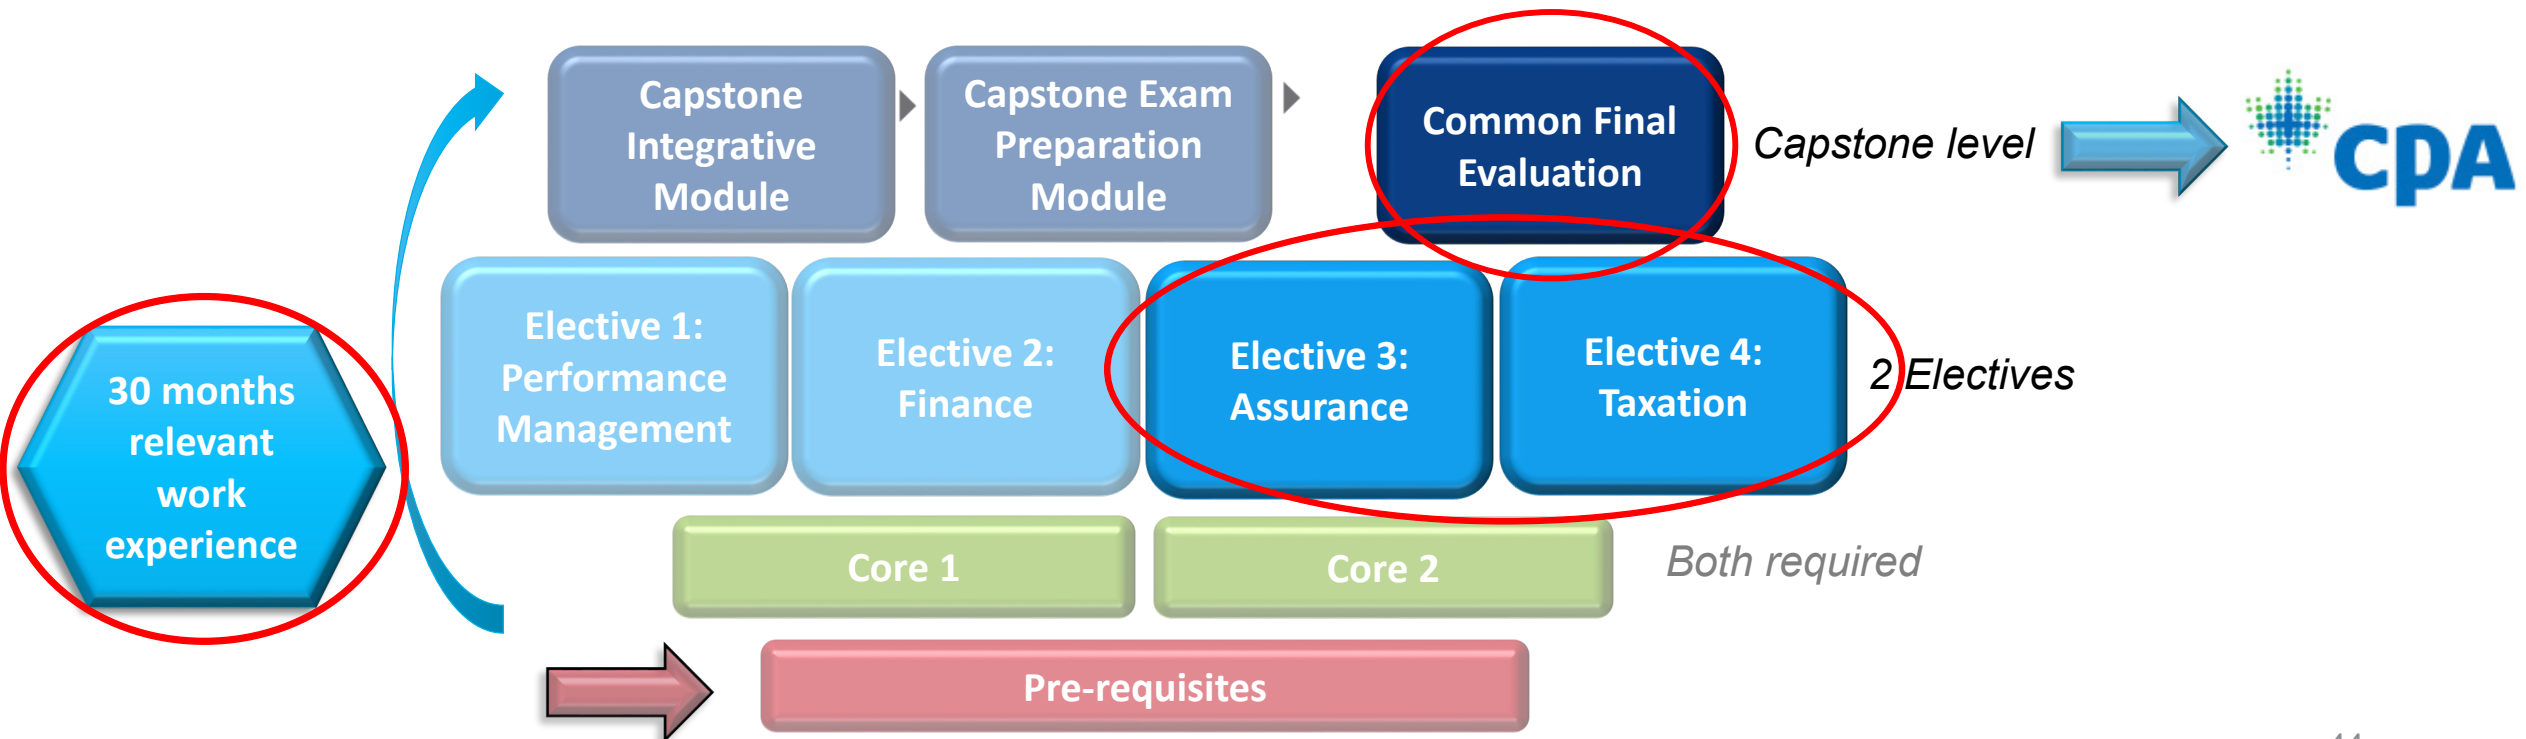 Capstone
Integrative
Module
Capstone Exam
Preparation
Module
Common Final
Evaluation
Capstone level
CPA
Elective 1:
Performance
Management
Elective 2:
Finance
Elective 3:
Assurance
Elective 4:
Taxation
2 Electives
30 months
relevant
work
experience
Core 1
Core 2
Both required
Pre-requisites